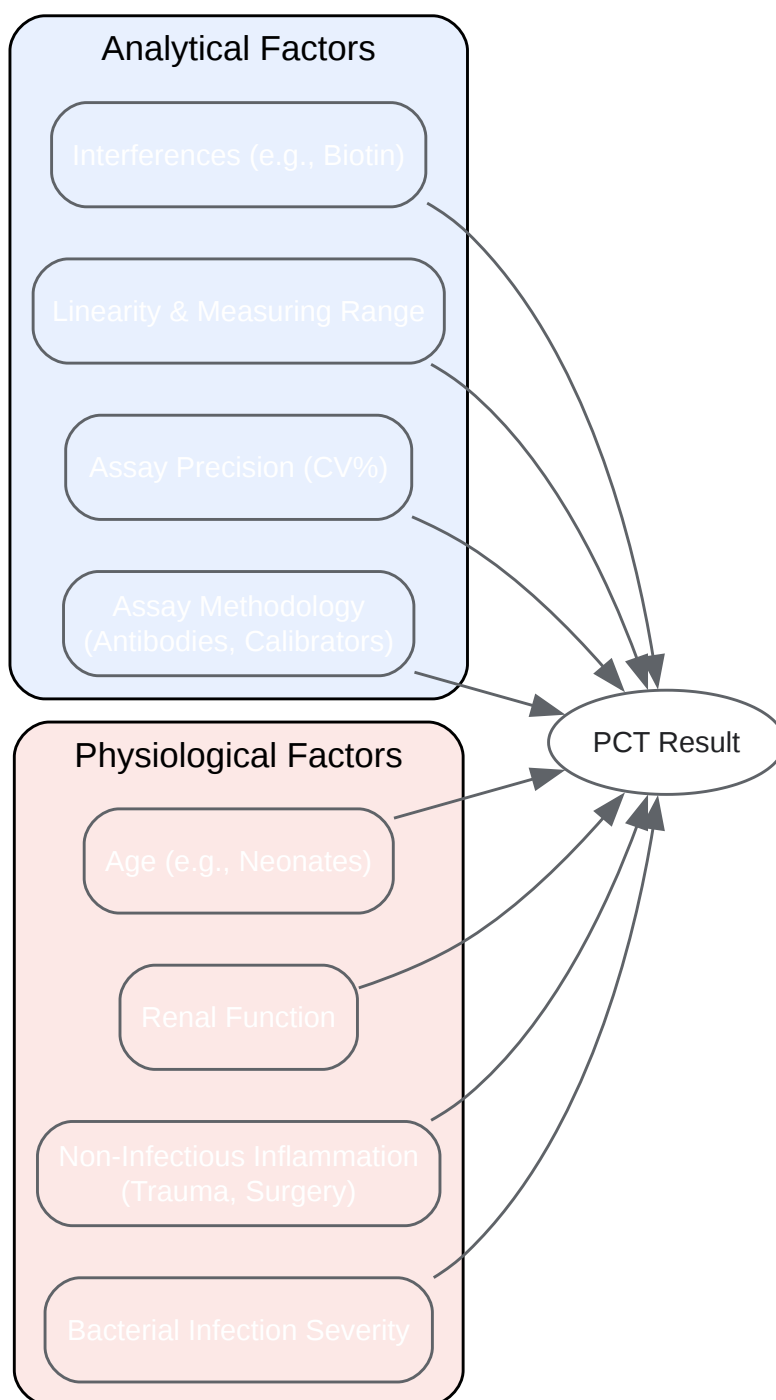 Analytical Factors
Interferences (e.g., Biotin)
Linearity & Measuring Range
Assay Precision (CV%)
Assay Methodology
(Antibodies, Calibrators)
PCT Result
Physiological Factors
Age (e.g., Neonates)
Renal Function
Non-Infectious Inflammation
(Trauma, Surgery)
Bacterial Infection Severity